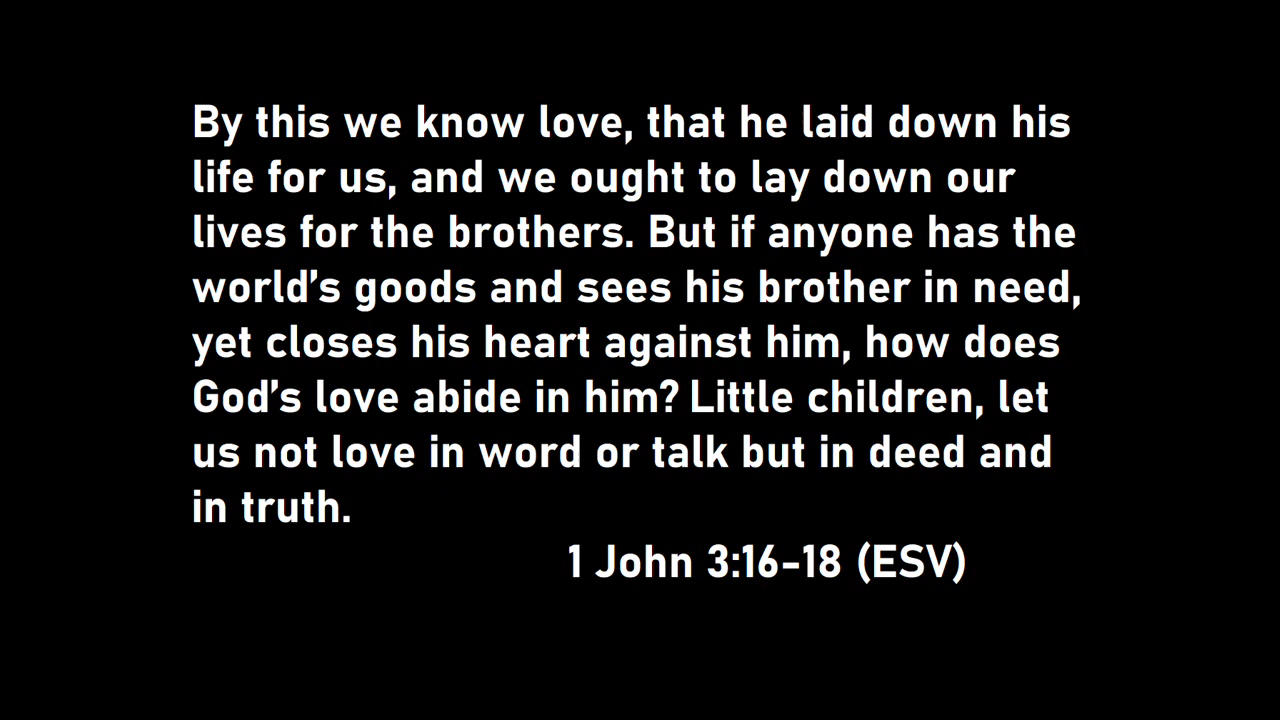 By this we know love, that he laid down his
life for us, and we ought to lay down our
lives for the brothers. But if anyone has the
world’s goods and sees his brother in need,
yet closes his heart against him, how does
God’s love abide in him? Little children, let
us not love in word or talk but in deed and
in truth.
1 John 3:16-18 (ESV)